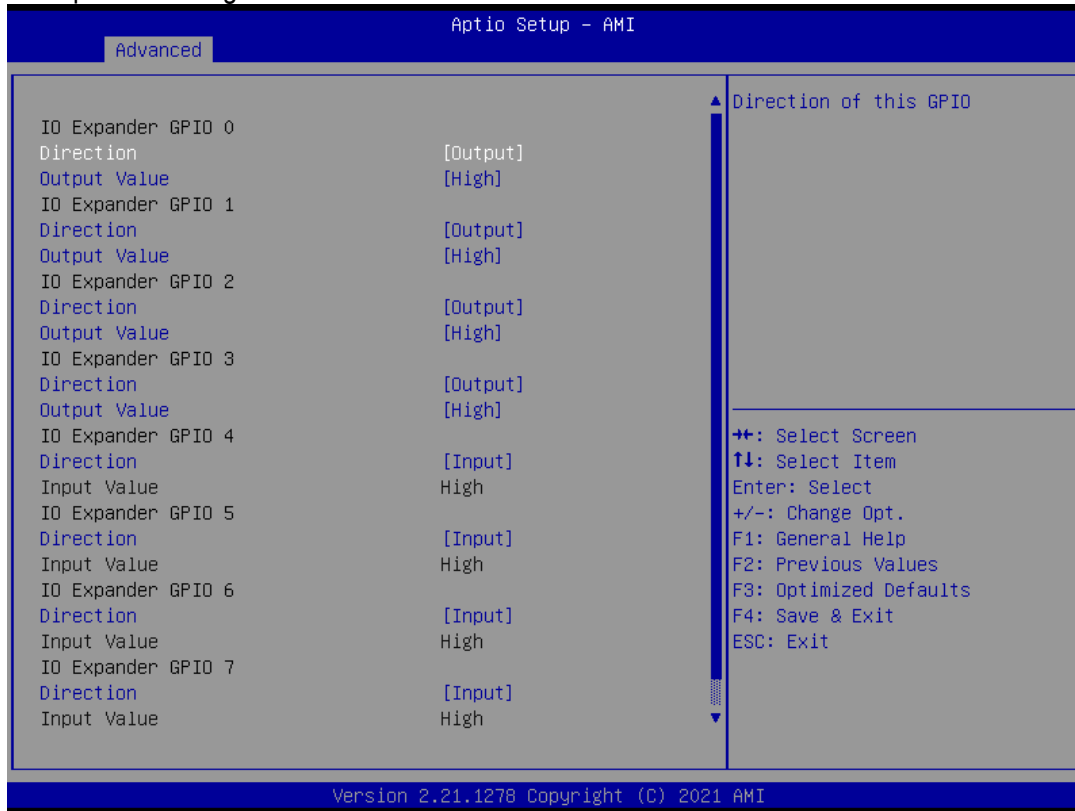 Aptio Setup – AMI
Advanced
IO Expander GPIO 0
Direction [Output]
Output Value [High]
IO Expander GPIO 1
Direction [Output]
Output Value [High]
IO Expander GPIO 2
Direction [Output]
Output Value [High]
IO Expander GPIO 3
Direction [Output]
Output Value [High]
IO Expander GPIO 4
Direction [Input]
Input Value High
IO Expander GPIO 5
Direction [Input]
Input Value High
IO Expander GPIO 6
Direction [Input]
Input Value High
IO Expander GPIO 7
Direction [Input]
Input Value High
Direction of this GPIO
→←: Select Screen
↑↓: Select Item
Enter: Select
+/-: Change Opt.
F1: General Help
F2: Previous Values
F3: Optimized Defaults
F4: Save & Exit
ESC: Exit
Version 2.21.1278 Copyright (C) 2021 AMI